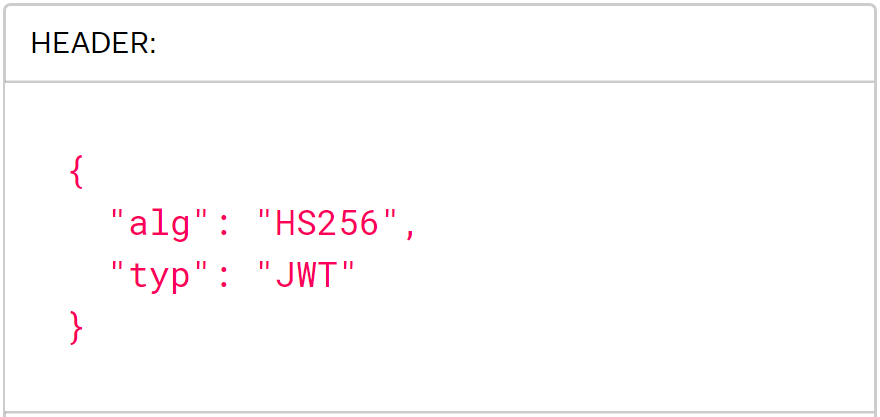 HEADER:
{
  "alg": "HS256",
  "typ": "JWT"
}